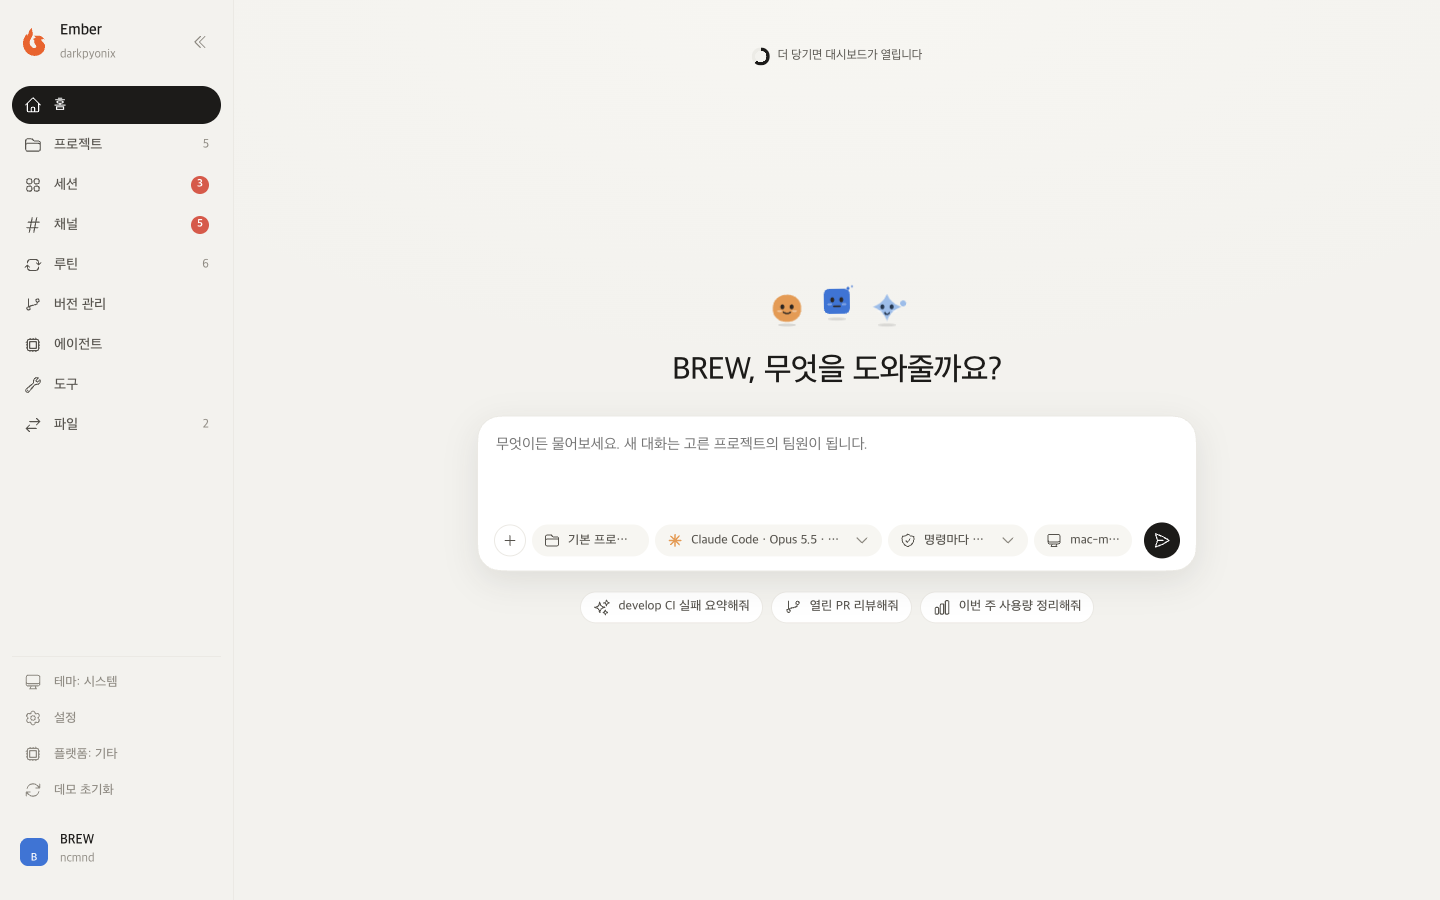 Ember
darkpyonix
홈
프로젝트 5
세션 3
채널 5
루틴 6
버전 관리
에이전트
도구
파일 2
테마: 시스템
설정
플랫폼: 기타
데모 초기화
B
BREW
ncmnd
더 당기면 대시보드가 열립니다
BREW, 무엇을 도와줄까요?
무엇이든 물어보세요. 새 대화는 고른 프로젝트의 팀원이 됩니다.
기본 프로… Claude Code · Opus 5.5 · … 명령마다 … mac-m…
develop CI 실패 요약해줘 열린 PR 리뷰해줘 이번 주 사용량 정리해줘